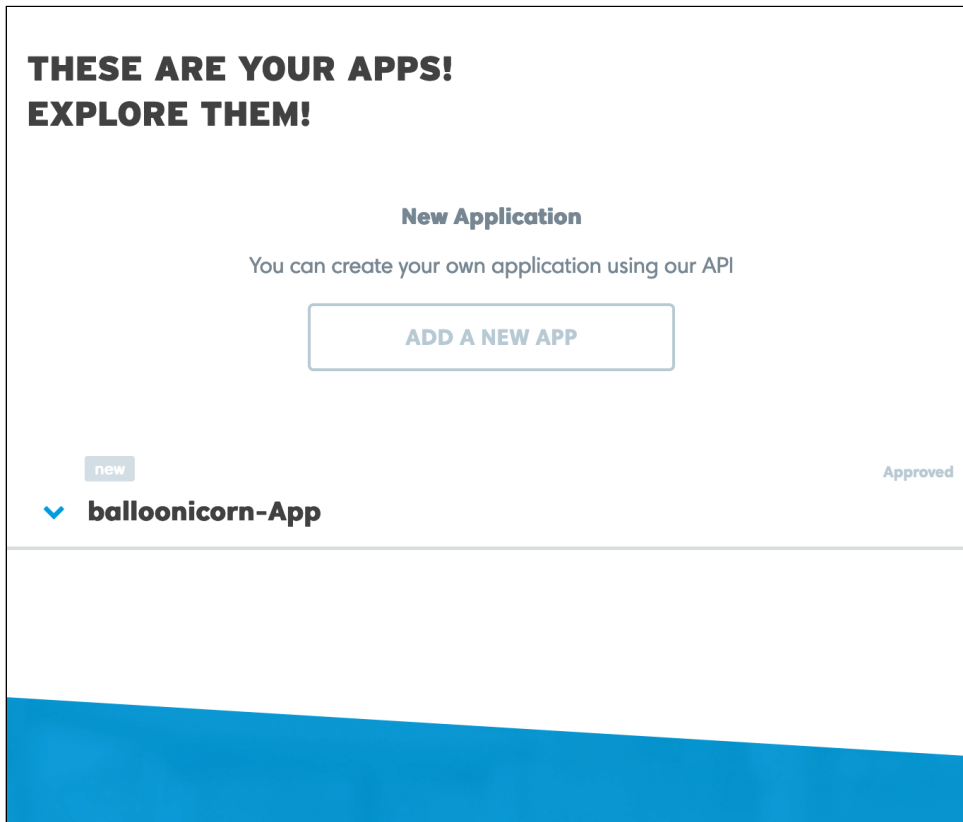 THESE ARE YOUR APPS!
EXPLORE THEM!
New Application
You can create your own application using our API
ADD A NEW APP
new
Approved
balloonicorn-App